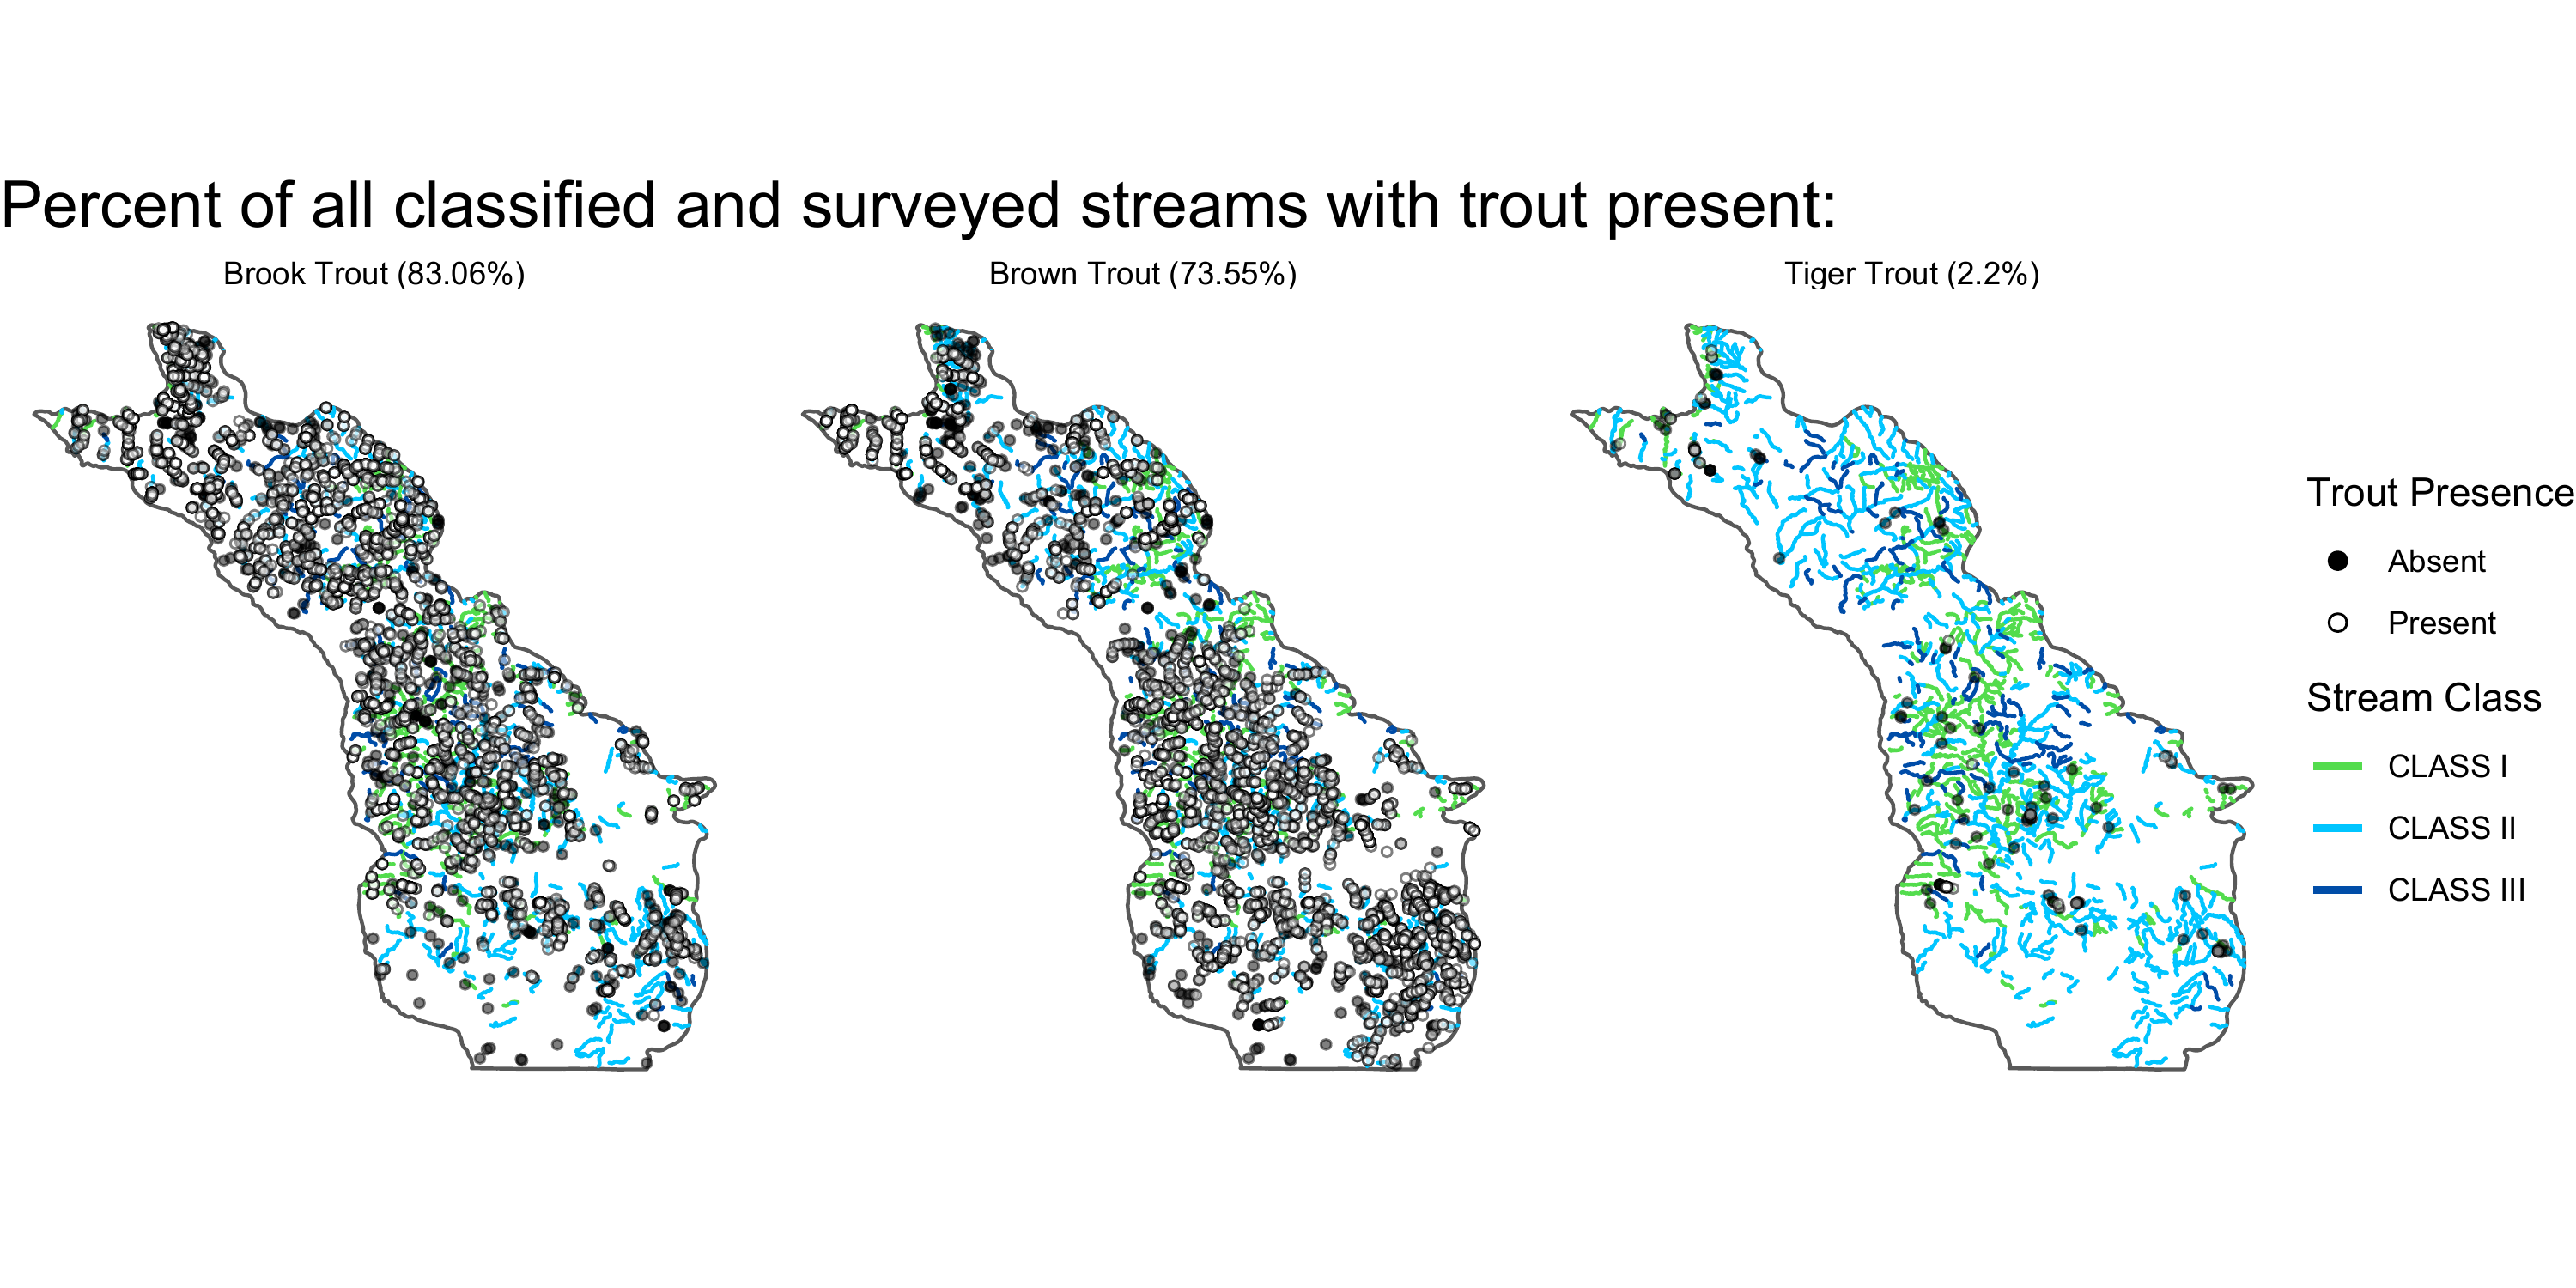 Percent of all classified and surveyed streams with trout present:
Brook Trout (83.06%)
Brown Trout (73.55%)
Tiger Trout (2.2%)
Trout Presence
Absent
Present
Stream Class
CLASS I
CLASS II
CLASS III